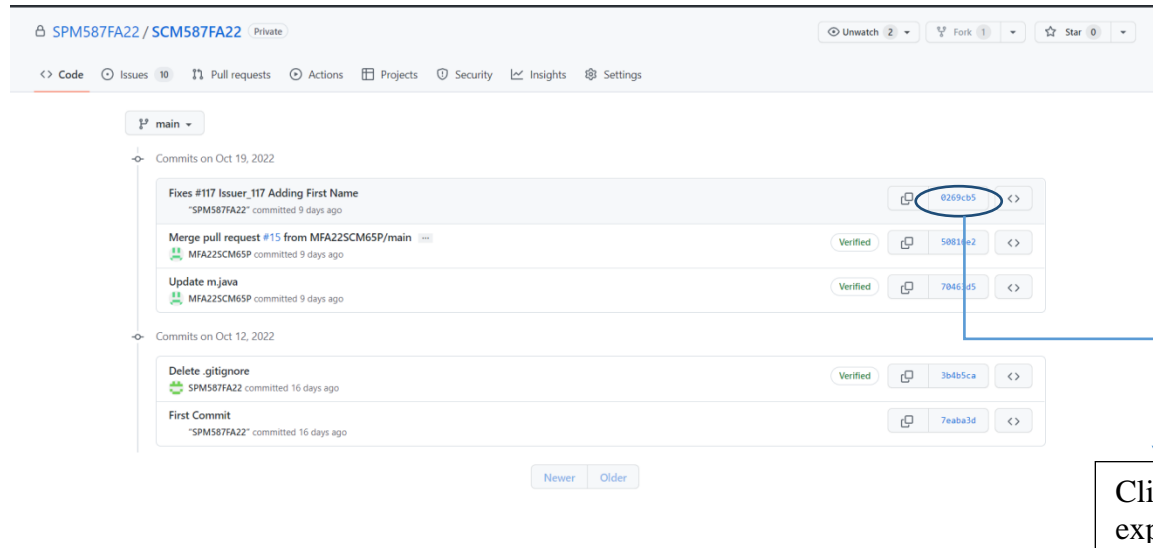 SPM587FA22 / SCM587FA22 Private
Unwatch 2 Fork 1 Star 0
<> Code Issues 10 Pull requests Actions Projects Security Insights Settings
main
Commits on Oct 19, 2022
Fixes #117 Issuer_117 Adding First Name
0269cb5 <>
"SPM587FA22" committed 9 days ago
Merge pull request #15 from MFA22SCM65P/main ...
Verified <>
MFA22SCM65P committed 9 days ago
Update m.java
Verified <>
MFA22SCM65P committed 9 days ago
Commits on Oct 12, 2022
Delete .gitignore
Verified 3b4b5ca <>
SPM587FA22 committed 16 days ago
First Commit
7eaba3d <>
"SPM587FA22" committed 16 days ago
Newer Older